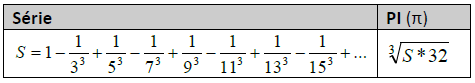 Série PI (π)
S = 1 − 1/3³ + 1/5³ − 1/7³ + 1/9³ − 1/11³ + 1/13³ − 1/15³ + ... ∛(S * 32)